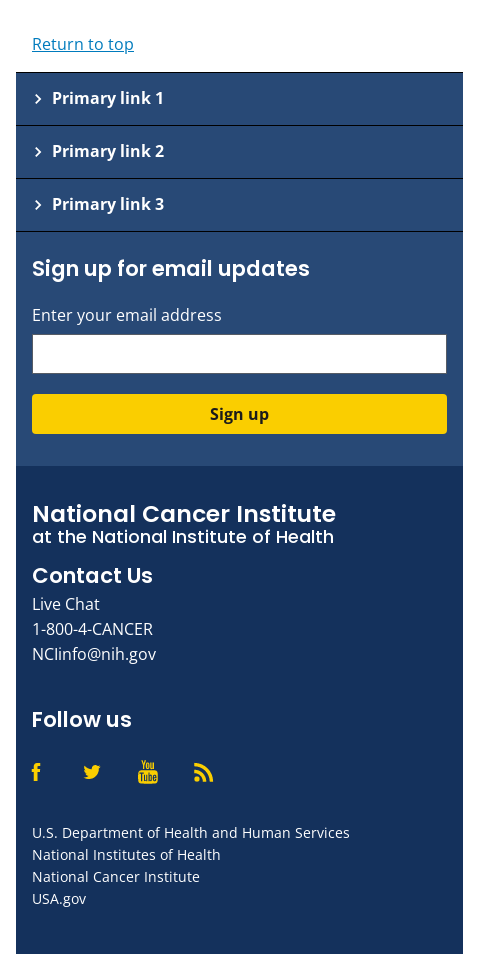 Return to top
Primary link 1
Primary link 2
Primary link 3
Sign up for email updates
Enter your email address
Sign up
National Cancer Institute
at the National Institute of Health
Contact Us
Live Chat
1-800-4-CANCER
NCIinfo@nih.gov
Follow us
You
Tube
U.S. Department of Health and Human Services
National Institutes of Health
National Cancer Institute
USA.gov